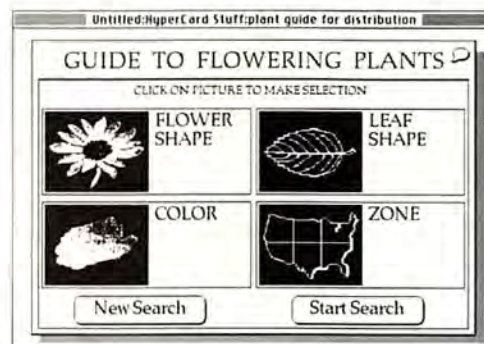 Untitled:HyperCard Stuff:plant guide for distribution
GUIDE TO FLOWERING PLANTS
CLICK ON PICTURE TO MAKE SELECTION
FLOWER
SHAPE
LEAF
SHAPE
COLOR
ZONE
New Search
Start Search